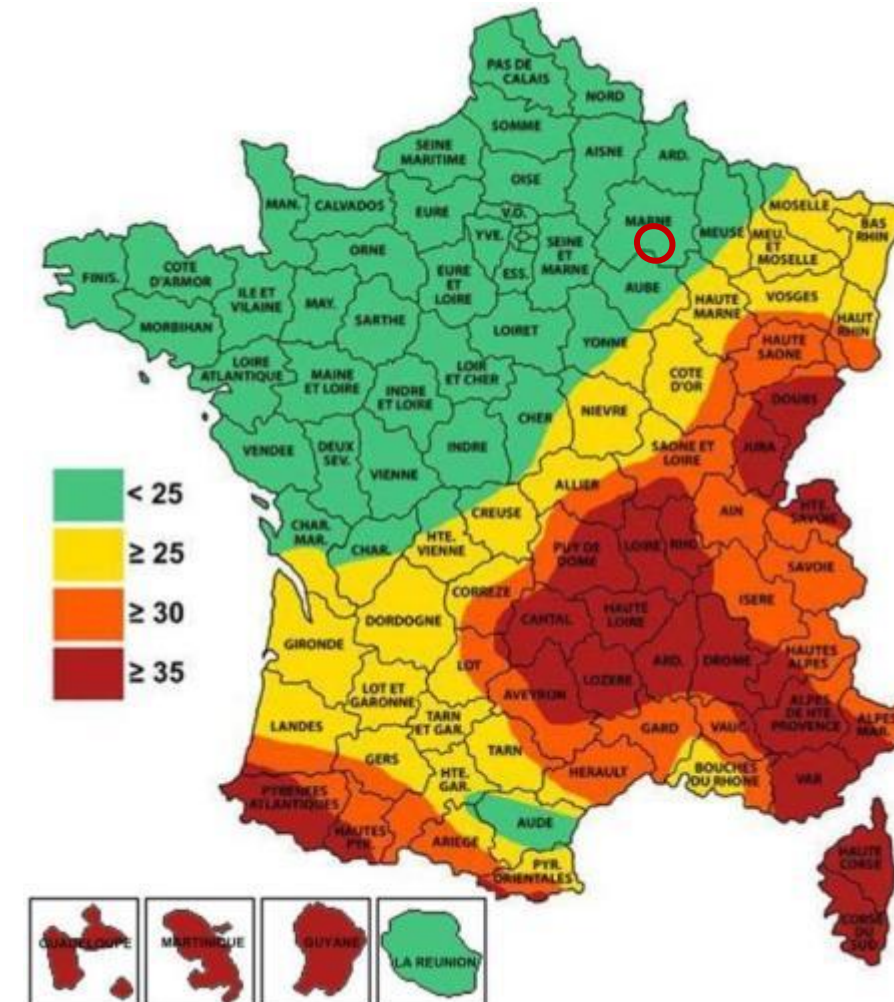 PAS DE
CALAIS
NORD
SOMME
SEINE
MARITIME
AISNE
ARD.
OISE
MAN.
CALVADOS
EURE
V.O.
MARNE
MEUSE
MOSELLE
BAS
RHIN
MEU.
ET
MOSELLE
YVE.
ESS.
SEINE
ET
MARNE
ORNE
FINIS.
COTE
D'ARMOR
ILE ET
VILAINE
MAY.
EURE
ET
LOIRE
AUBE
HAUTE
MARNE
VOSGES
HAUT
RHIN
MORBIHAN
SARTHE
LOIRET
YONNE
HAUTE
SAONE
LOIRE
ATLANTIQUE
MAINE
ET LOIRE
INDRE
ET LOIRE
LOIR
ET CHER
COTE
D'OR
DOUBS
CHER
NIEVRE
VENDEE
DEUX
SEV.
VIENNE
INDRE
SAONE ET
LOIRE
JURA
< 25
≥ 25
≥ 30
≥ 35
ALLIER
CHAR.
MAR.
CHAR.
HTE.
VIENNE
CREUSE
PUY DE
DOME
LOIRE
RHO.
AIN
HTE.
SAVOIE
SAVOIE
CORREZE
ISERE
DORDOGNE
CANTAL
HAUTE
LOIRE
GIRONDE
LOT
ARD.
DROME
HAUTES
ALPES
LOT ET
GARONNE
AVEYRON
LOZERE
ALPES
DE HTE
PROVENCE
ALPES
MAR.
LANDES
TARN
ET GAR.
GARD
VAUC.
GERS
TARN
HERAULT
BOUCHES
DU RHONE
VAR
HTE.
GAR.
PYRENEES
ATLANTIQUES
HAUTES
PYR.
ARIEGE
AUDE
PYR.
ORIENTALES
HAUTE
CORSE
CORSE
DU
SUD
GUADELOUPE
MARTINIQUE
GUYANE
LA REUNION